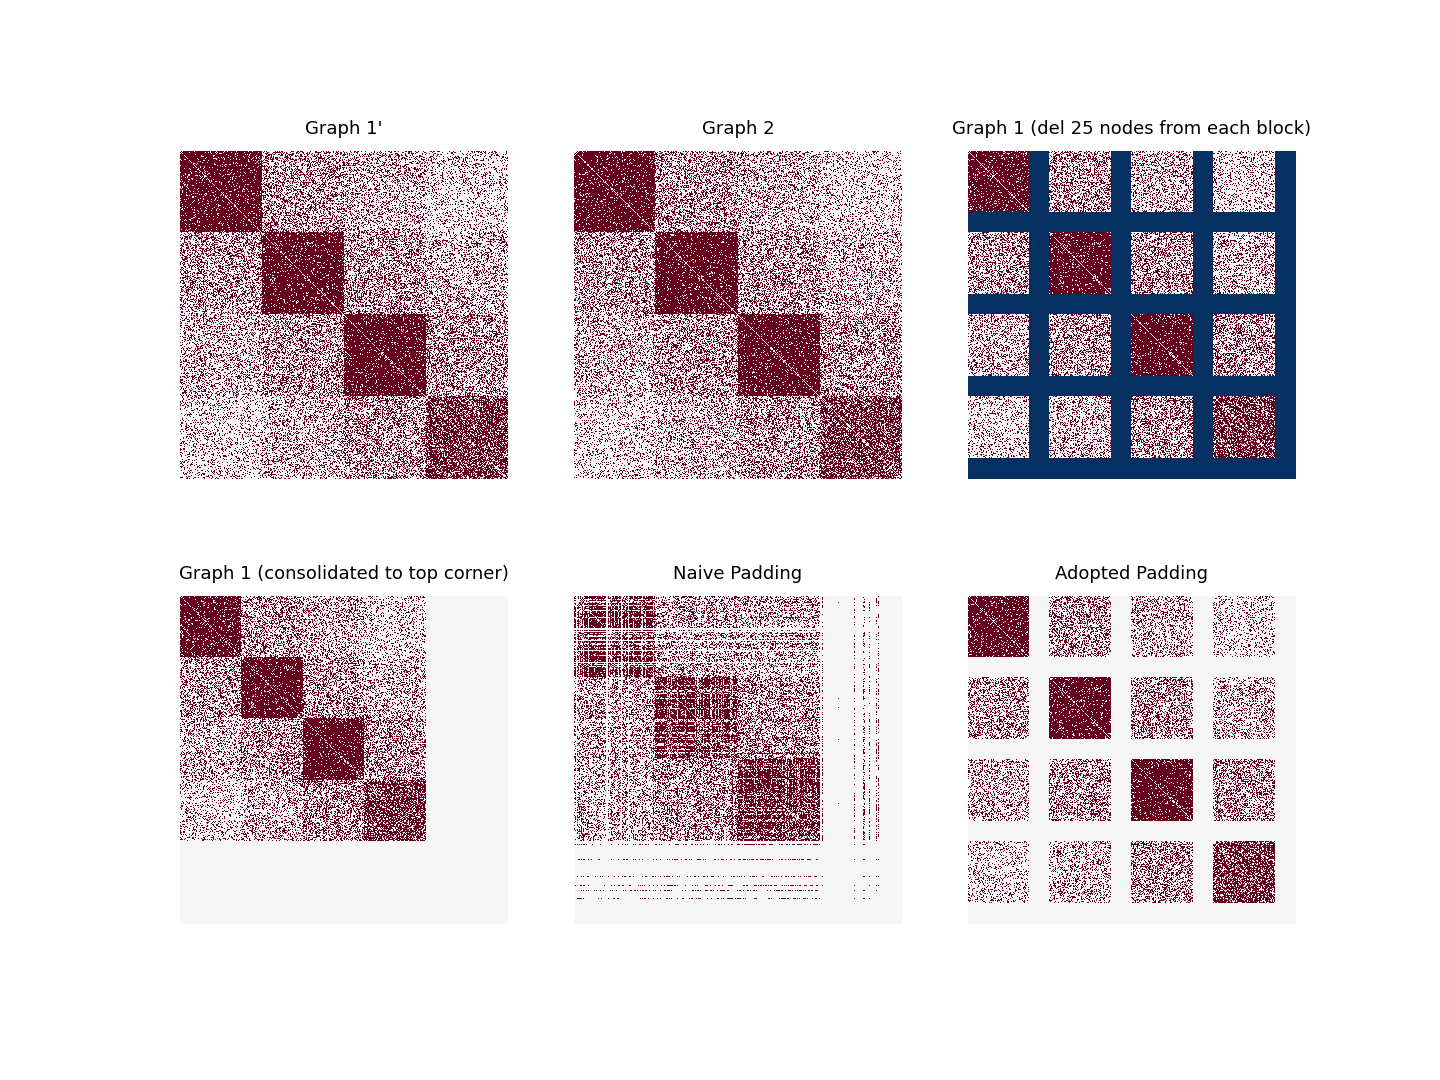 Graph 1'
Graph 2
Graph 1 (del 25 nodes from each block)
Graph 1 (consolidated to top corner)
Naive Padding
Adopted Padding